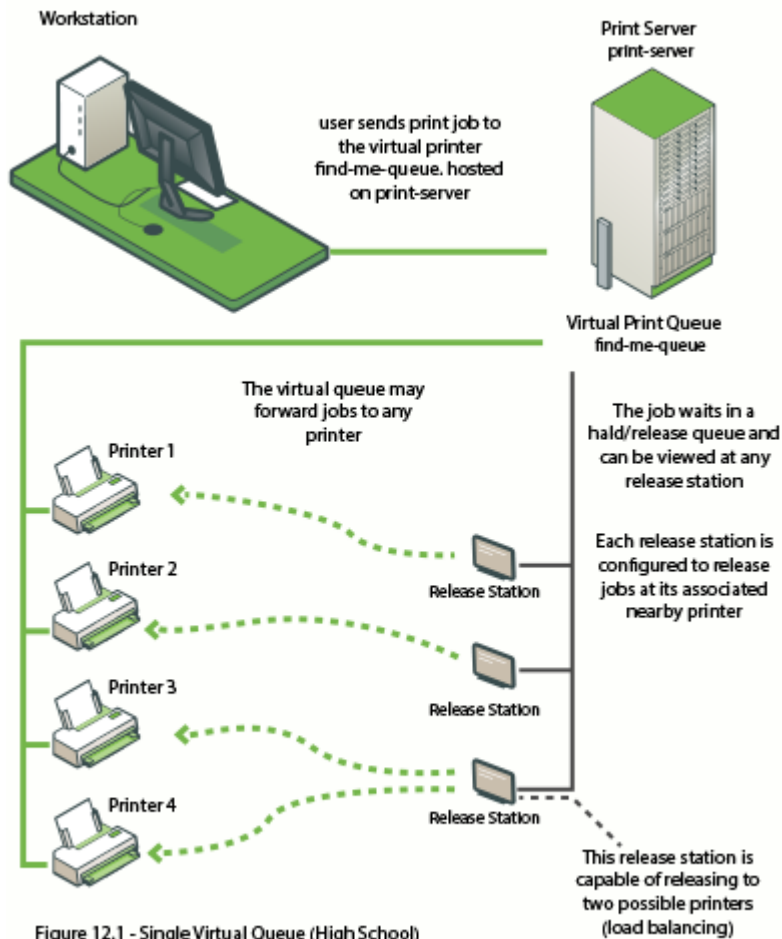 Workstation
Print Server
print-server
user sends print job to
the virtual printer
find-me-queue. hosted
on print-server
Virtual Print Queue
find-me-queue
The virtual queue may
forward jobs to any
printer
The job waits in a
hald/release queue and
can be viewed at any
release station
Printer 1
Each release station is
configured to release
jobs at its associated
nearby printer
Release Station
Printer 2
Release Station
Printer 3
Release Station
Printer 4
This release station is
capable of releasing to
two possible printers
(load balancing)
Figure 12.1 - Single Virtual Queue (High School)